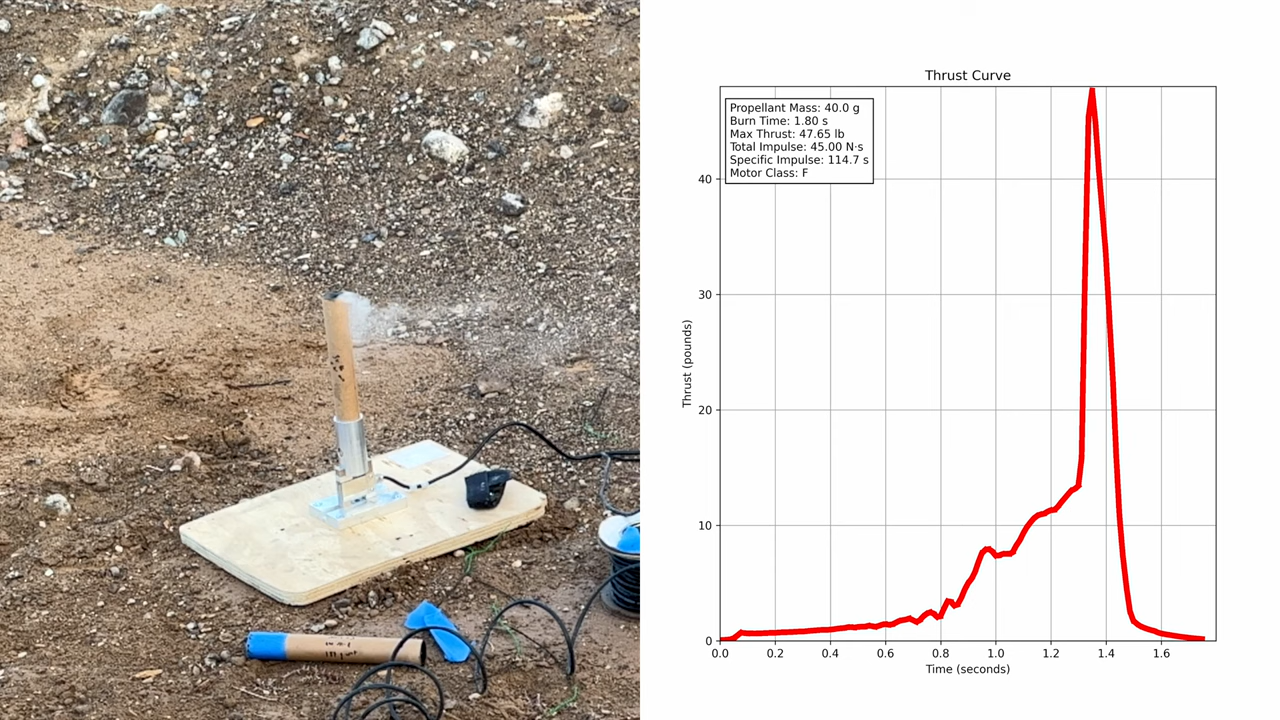 Thrust Curve
Propellant Mass: 40.0 g
Burn Time: 1.80 s
Max Thrust: 47.65 lb
Total Impulse: 45.00 N·s
Specific Impulse: 114.7 s
Motor Class: F
Thrust (pounds)
40
30
20
10
0
0.0 0.2 0.4 0.6 0.8 1.0 1.2 1.4 1.6
Time (seconds)